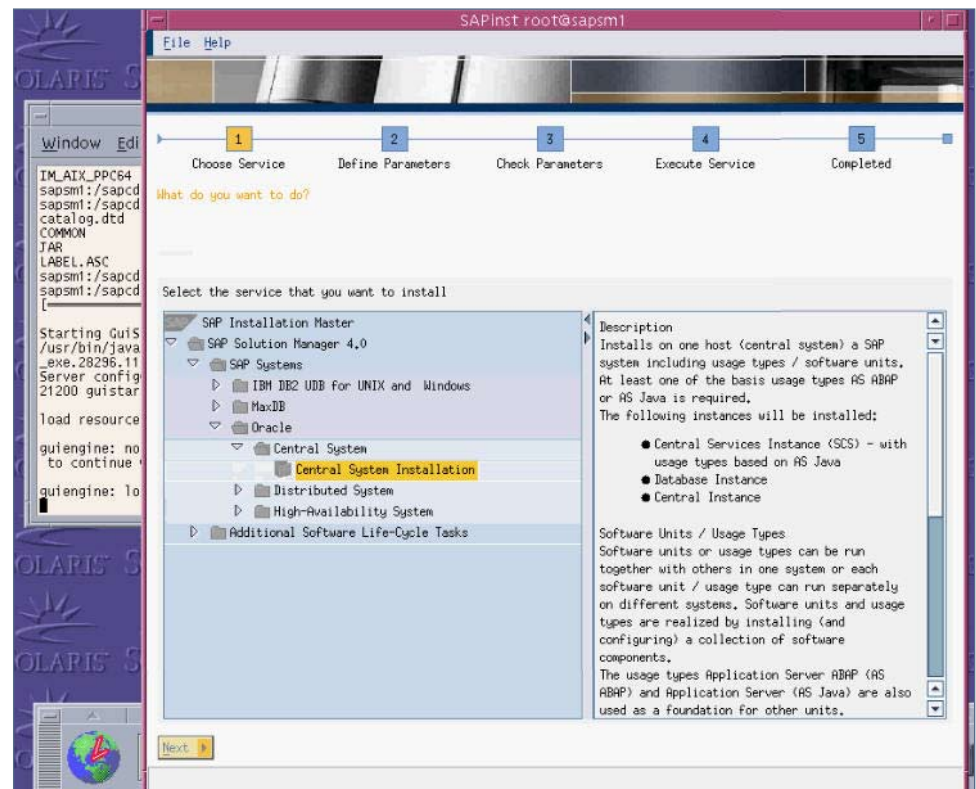 SAPinst root@sapsm1
File Help
OLARIS S
Window Edi
1 2 3 4 5
Choose Service Define Parameters Check Parameters Execute Service Completed
What do you want to do?
IM_AIX_PPC64
sapsm1:/sapcd
sapsm1:/sapcd
catalog.dtd
COMMON
JAR
LABEL.ASC
sapsm1:/sapcd
sapsm1:/sapcd
[
Starting GuiS
/usr/bin/java
_exe.28296.11
Server config
21200 guistar
load resource
guiengine: no
to continue
guiengine: lo
Select the service that you want to install
SAP SAP Installation Master
SAP Solution Manager 4.0
SAP Systems
IBM DB2 UDB for UNIX and Windows
MaxDB
Oracle
Central System
Central System Installation
Distributed System
High-Availability System
Additional Software Life-Cycle Tasks
Description
Installs on one host (central system) a SAP
system including usage types / software units.
At least one of the basis usage types AS ABAP
or AS Java is required.
The following instances will be installed:
● Central Services Instance (SCS) - with
usage types based on AS Java
● Database Instance
● Central Instance
Software Units / Usage Types
Software units or usage types can be run
together with others in one system or each
software unit / usage type can run separately
on different systems. Software units and usage
types are realized by installing (and
configuring) a collection of software
components.
The usage types Application Server ABAP (AS
ABAP) and Application Server (AS Java) are also
used as a foundation for other units.
OLARIS S
OLARIS S
Next